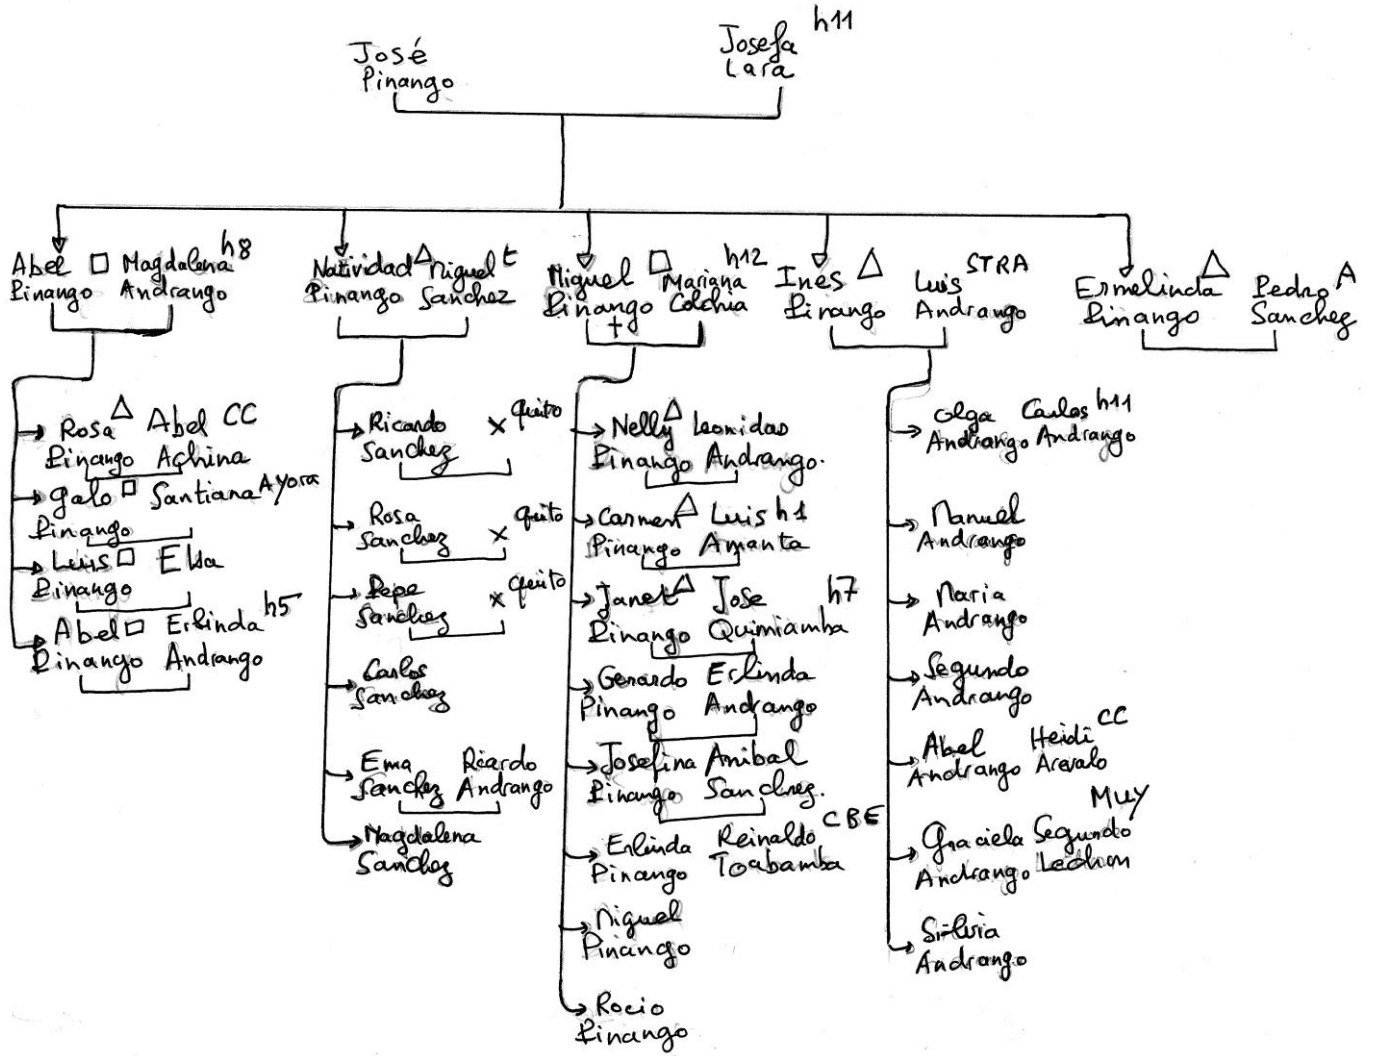 José
Pinango
Josefa h11
Lara
Abel Magdalena h8
Pinango Andrango
Natividad Miguel t
Pinango Sanchez
Miguel Mariana h12
Pinango Colchia
†
Inés Luis STRA
Pinango Andrango
Ermelinda Pedro A
Pinango Sanchez
Rosa Abel CC
Pinango Achina
Galo Santiana Ayora
Pinango
Luis Elsa
Pinango
Abel Erlinda h5
Pinango Andrango
Ricardo x quito
Sanchez
Rosa x quito
Sanchez
Pepe x quito
Sanchez
Carlos
Sanchez
Ema Ricardo
Sanchez Andrango
Magdalena
Sanchez
Nelly Leonidas
Pinango Andrango.
Carmen Luis h1
Pinango Amanta
Janet Jose h7
Pinango Quimiamba
Gerardo Erlinda
Pinango Andrango
Josefina Anibal
Pinango Sanchez.
Erlinda Reinaldo CBE
Pinango Toabamba
Miguel
Pinango
Rocio
Pinango
Olga Carlos h11
Andrango Andrango
Manuel
Andrango
Maria
Andrango
Segundo
Andrango
Abel Heidi CC
Andrango Arevalo
Graciela Segundo MUY
Andrango Lechon
Silvia
Andrango